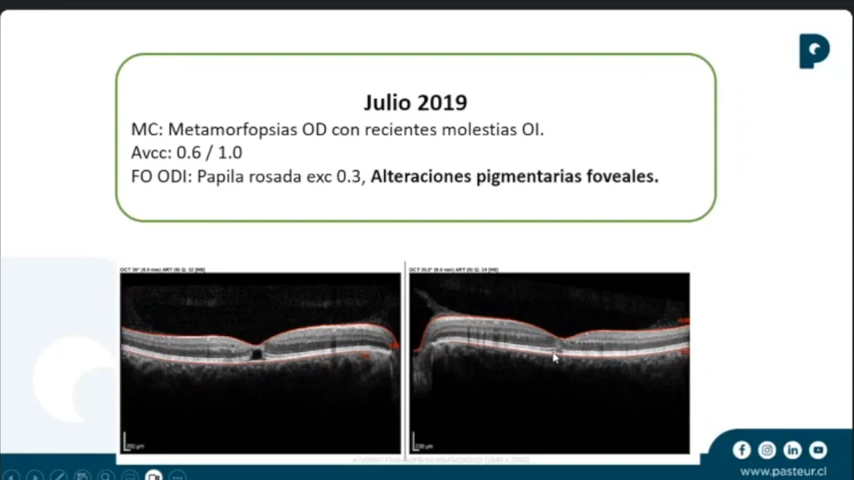 Julio 2019
MC: Metamorfopsias OD con recientes molestias OI.
Avcc: 0.6 / 1.0
FO ODI: Papila rosada exc 0.3, Alteraciones pigmentarias foveales.
200 µm
200 µm
www.pasteur.cl